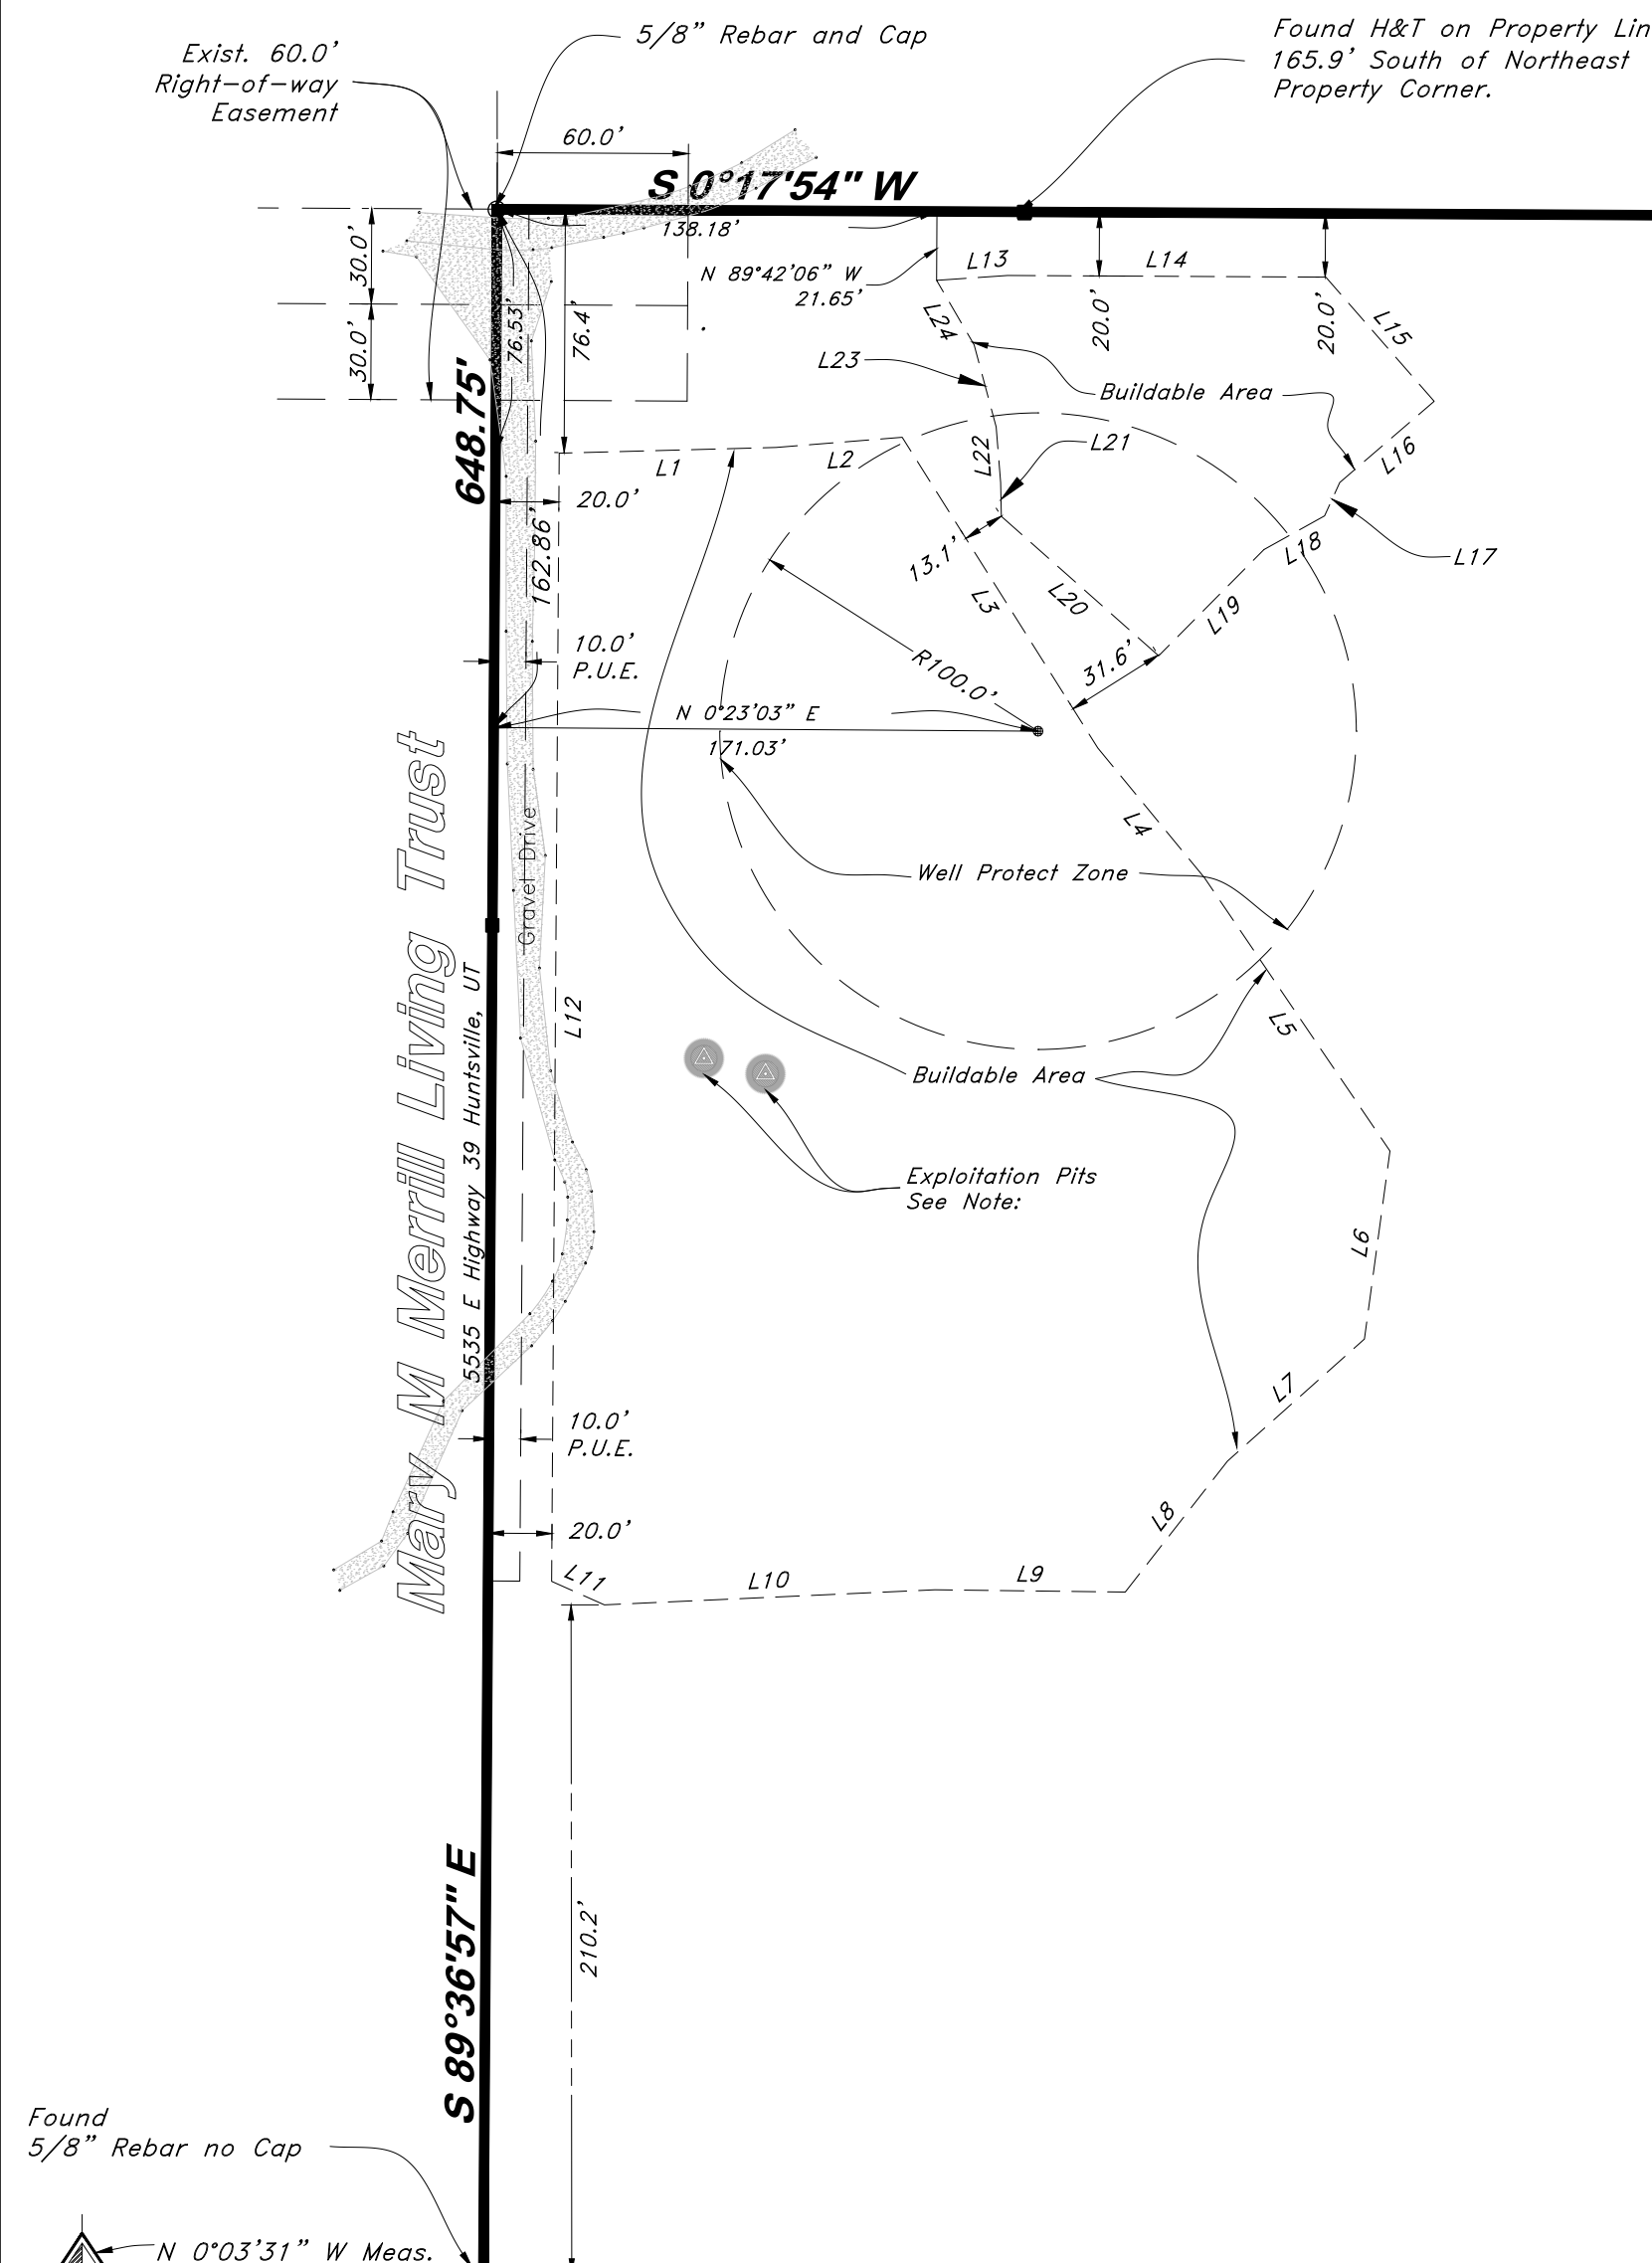 5/8” Rebar and Cap
Found H&T on Property Lin
165.9’ South of Northeast
Property Corner.
Exist. 60.0’
Right-of-way
Easement
60.0’
S 0°17'54" W
138.18’
30.0’
30.0’
76.53’
76.4’
N 89°42’06” W
21.65’
L13
L14
L24
L23
20.0’
20.0’
L15
Buildable Area
L16
L22
L21
L1
L2
648.75'
20.0’
162.86’
13.1’
L18
L17
L3
L20
L19
10.0’
P.U.E.
R100.0’
31.6’
N 0°23’03” E
171.03’
L4
Gravel Drive
Well Protect Zone
Mary M Merrill Living Trust
5535 E Highway 39 Huntsville, UT
L12
L5
Buildable Area
Exploitation Pits
See Note:
L6
L7
10.0’
P.U.E.
L8
20.0’
L11
L10
L9
210.2’
S 89°36'57" E
Found
5/8” Rebar no Cap
N 0°03’31” W Meas.